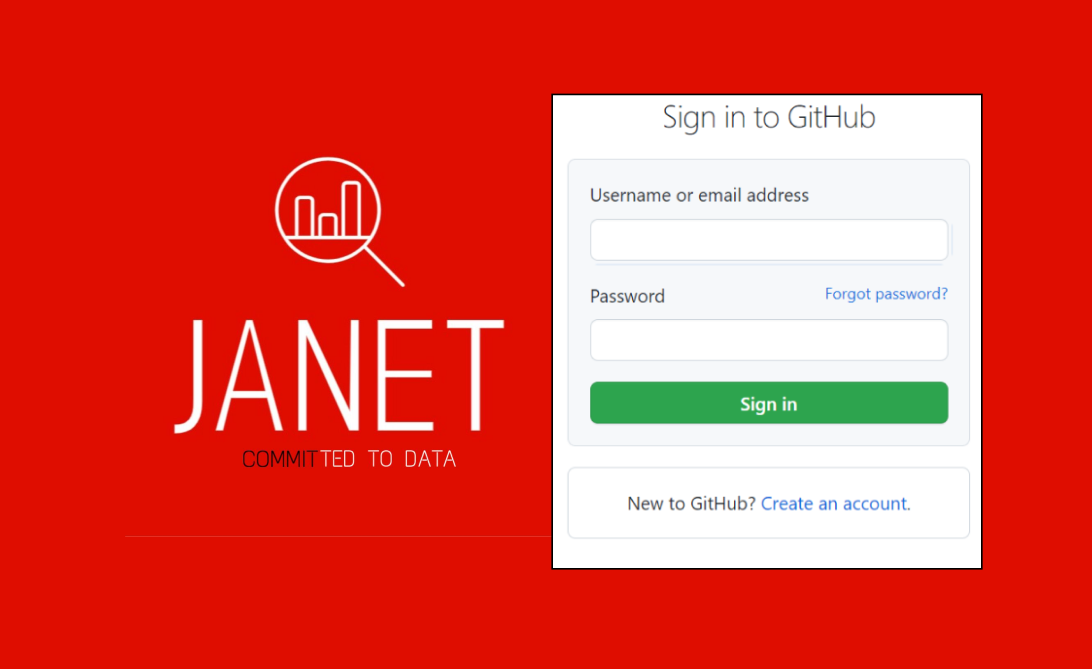 JANET
COMMITTED TO DATA
Sign in to GitHub
Username or email address
Password
Forgot password?
Sign in
New to GitHub? Create an account.